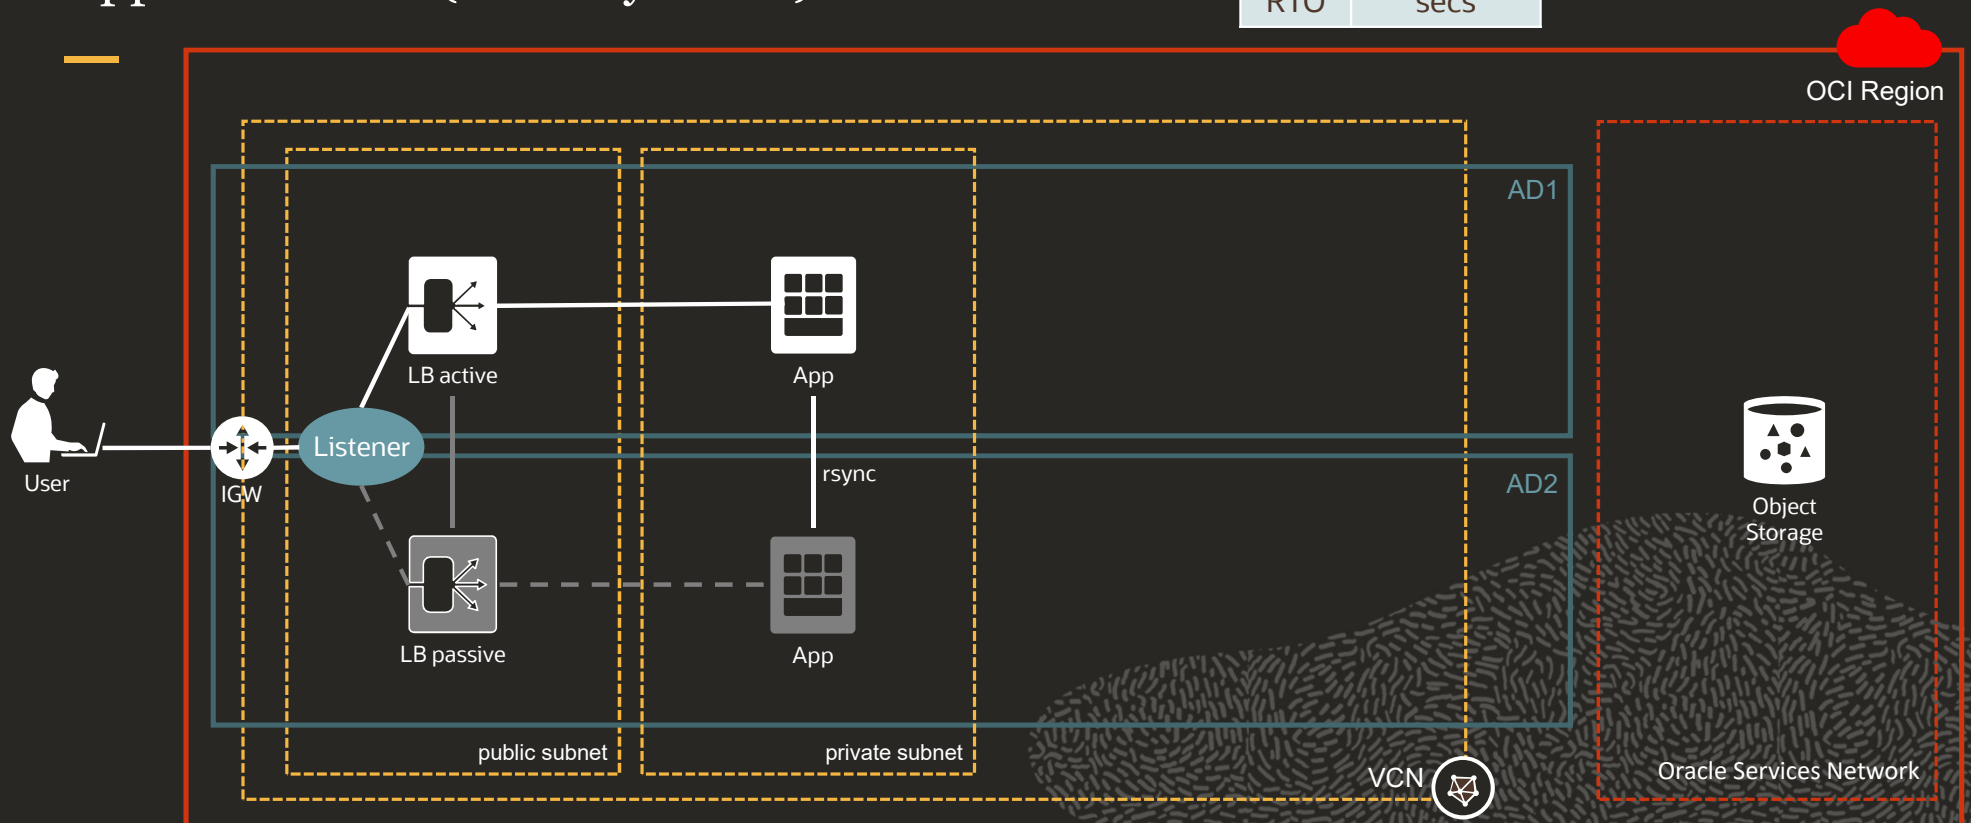 RTO secs
OCI Region
AD1
LB active
App
Listener
User
IGW
rsync
AD2
Object
Storage
LB passive
App
public subnet
private subnet
VCN
Oracle Services Network